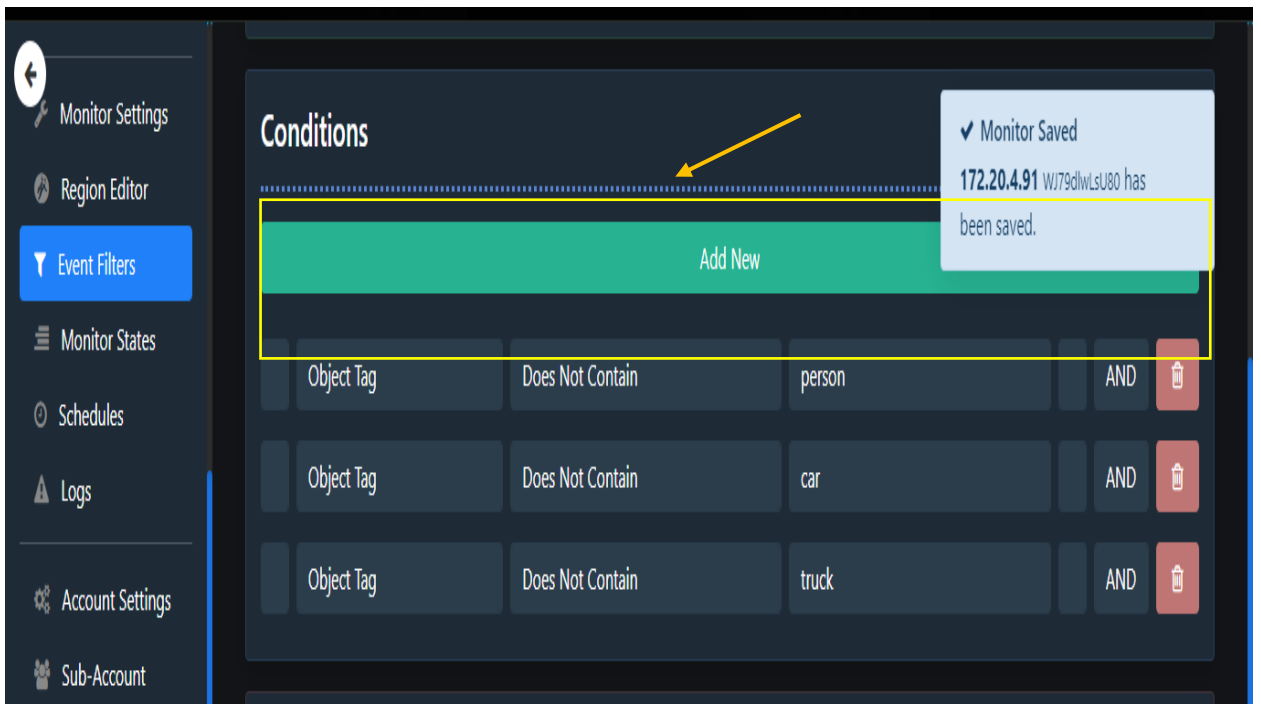 Monitor Settings
Region Editor
Event Filters
Monitor States
Schedules
Logs
Account Settings
Sub-Account
Conditions
✔ Monitor Saved
172.20.4.91 WJ79dlwLsU80 has
been saved.
Add New
Object Tag Does Not Contain person AND
Object Tag Does Not Contain car AND
Object Tag Does Not Contain truck AND